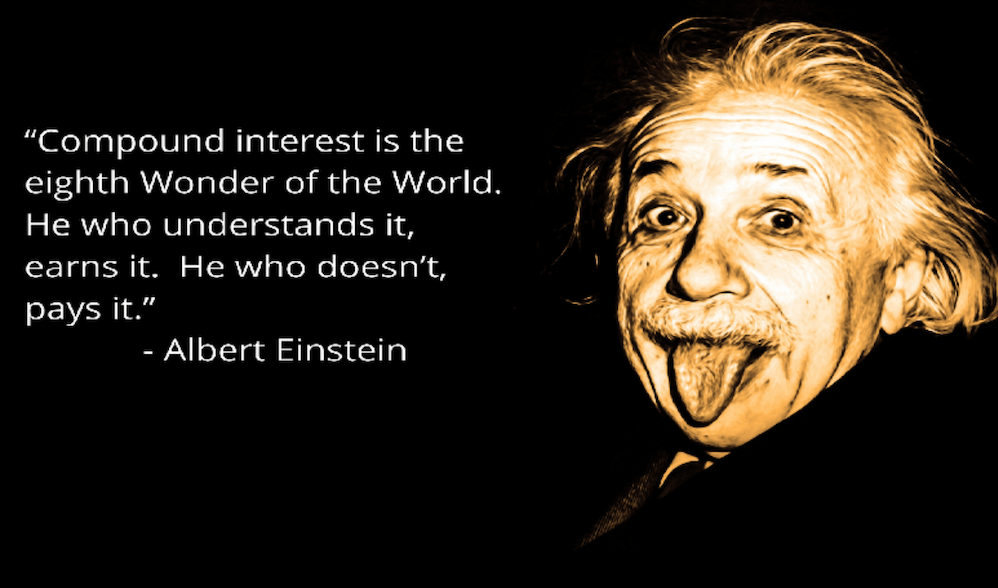 “Compound interest is the
eighth Wonder of the World.
He who understands it,
earns it.  He who doesn’t,
pays it.”
- Albert Einstein